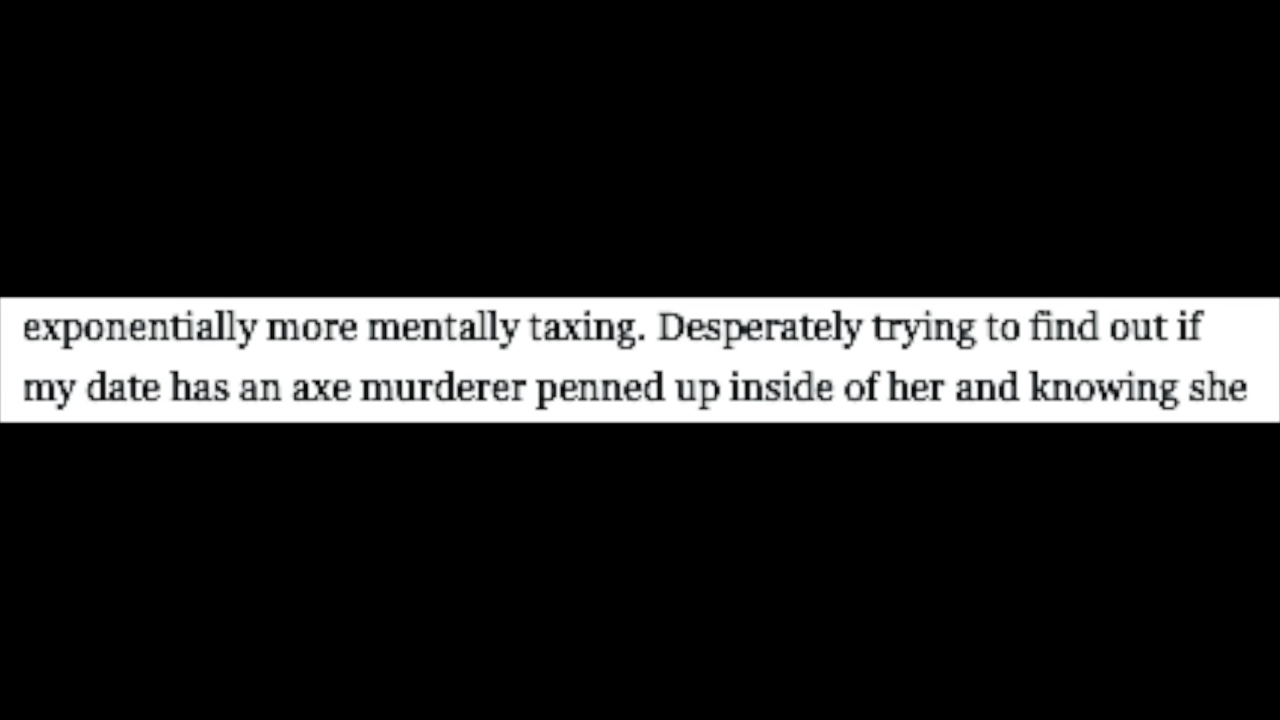 exponentially more mentally taxing. Desperately trying to find out if
my date has an axe murderer penned up inside of her and knowing she